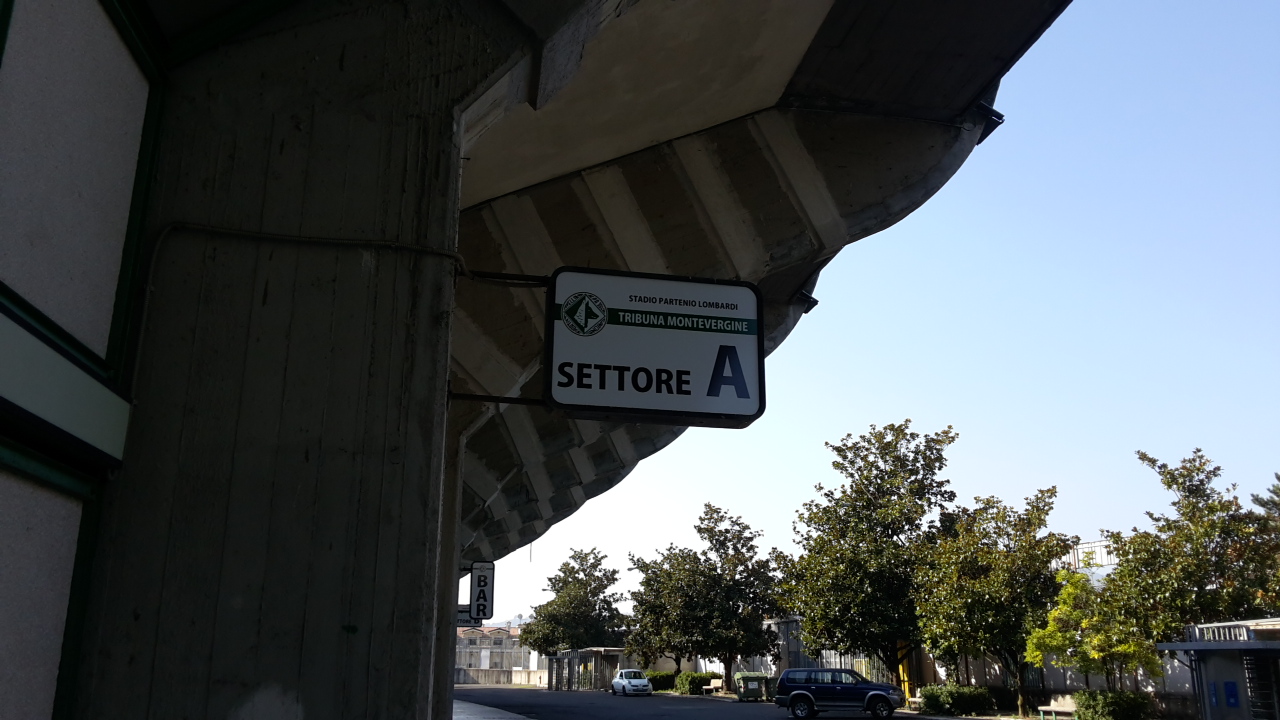 STADIO PARTENIO LOMBARDI
TRIBUNA MONTEVERGINE
SETTORE A
BAR